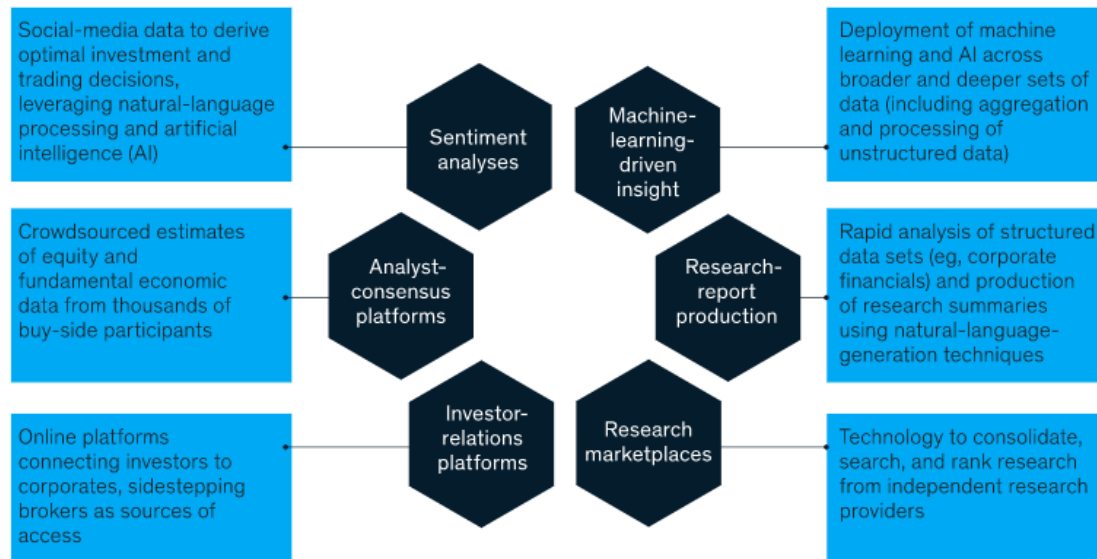 Social-media data to derive
optimal investment and
trading decisions,
leveraging natural-language
processing and artificial
intelligence (AI)
Sentiment
analyses
Machine-
learning-
driven
insight
Deployment of machine
learning and AI across
broader and deeper sets of
data (including aggregation
and processing of
unstructured data)
Crowdsourced estimates
of equity and
fundamental economic
data from thousands of
buy-side participants
Analyst-
consensus
platforms
Research-
report
production
Rapid analysis of structured
data sets (eg, corporate
financials) and production
of research summaries
using natural-language-
generation techniques
Online platforms
connecting investors to
corporates, sidestepping
brokers as sources of
access
Investor-
relations
platforms
Research
marketplaces
Technology to consolidate,
search, and rank research
from independent research
providers